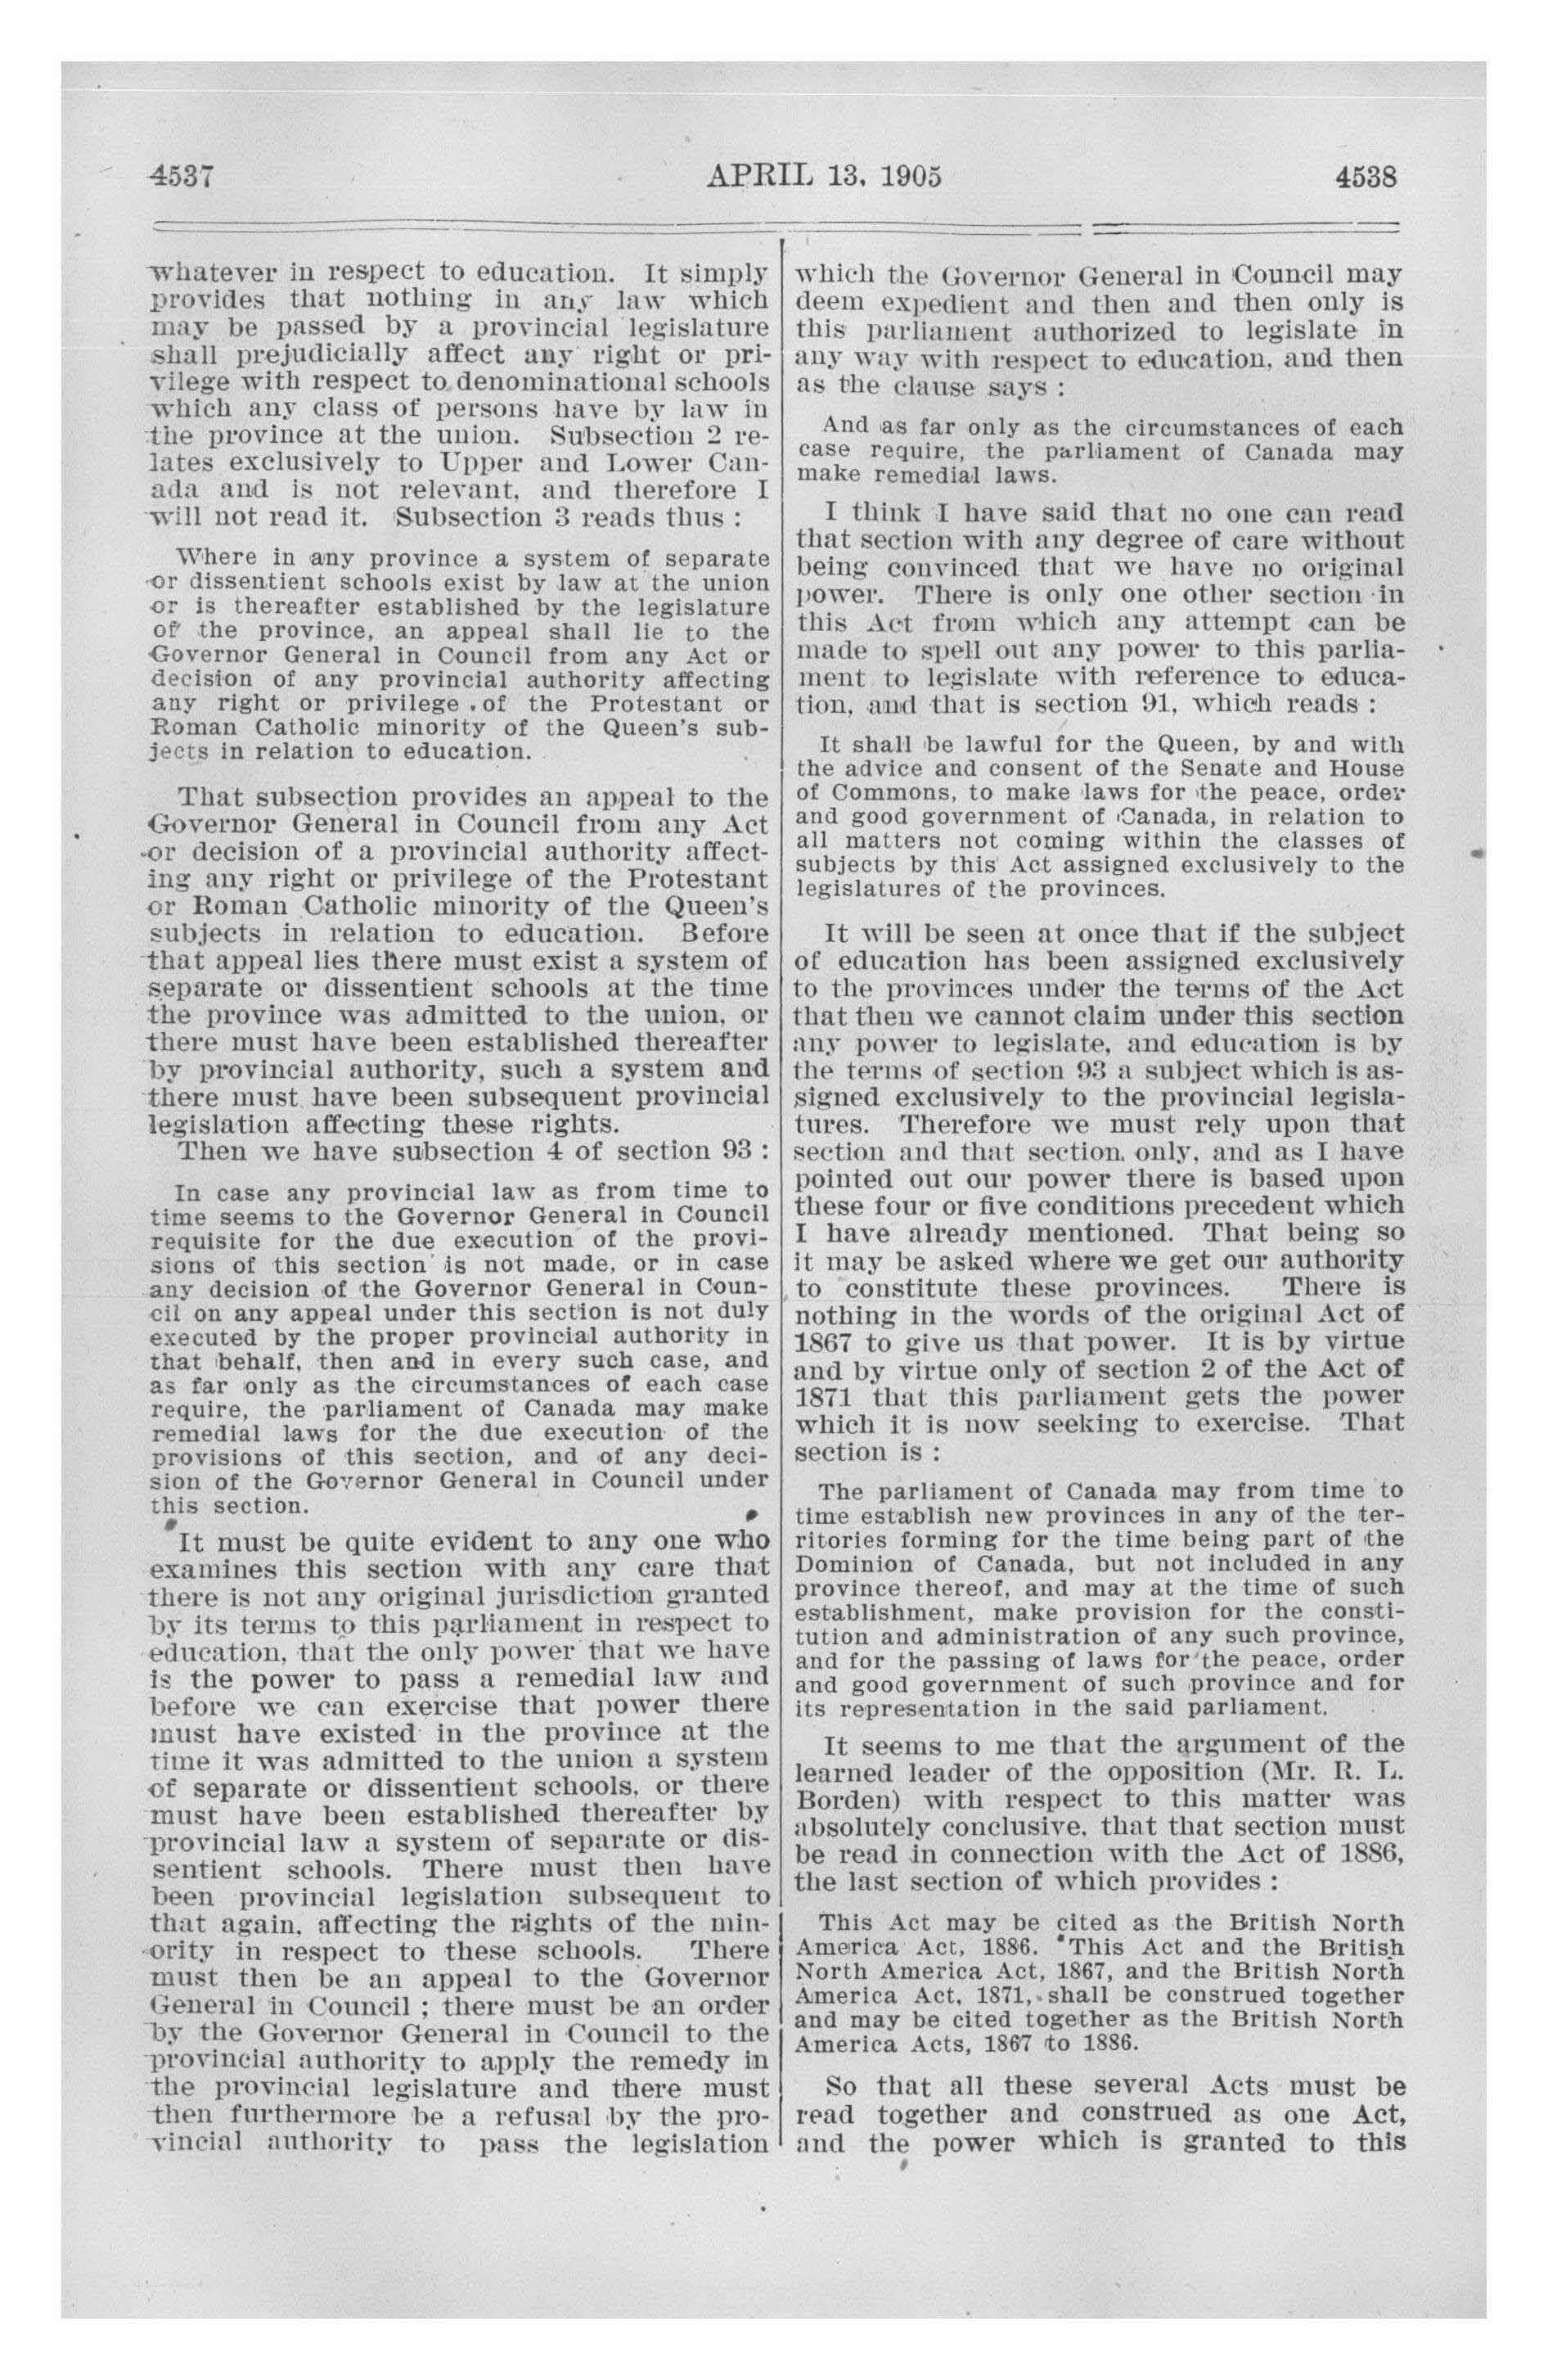 4537 APRIL 13, 1905 4538
whatever in respect to education. It simply
provides that nothing in any law which
may be passed by a provincial legislature
shall prejudicially affect any right or pri-
vilege with respect to denominational schools
which any class of persons have by law in
the province at the union. Subsection 2 re-
lates exclusively to Upper and Lower Can-
ada and is not relevant, and therefore I
will not read it. Subsection 3 reads thus :
Where in any province a system of separate
or dissentient schools exist by law at the union
or is thereafter established by the legislature
of the province, an appeal shall lie to the
Governor General in Council from any Act or
decision of any provincial authority affecting
any right or privilege of the Protestant or
Roman Catholic minority of the Queen's sub-
jects in relation to education.
That subsection provides an appeal to the
Governor General in Council from any Act
or decision of a provincial authority affect-
ing any right or privilege of the Protestant
or Roman Catholic minority of the Queen's
subjects in relation to education. Before
that appeal lies there must exist a system of
separate or dissentient schools at the time
the province was admitted to the union, or
there must have been established thereafter
by provincial authority, such a system and
there must have been subsequent provincial
legislation affecting these rights.
Then we have subsection 4 of section 93 :
In case any provincial law as from time to
time seems to the Governor General in Council
requisite for the due execution of the provi-
sions of this section is not made, or in case
any decision of the Governor General in Coun-
cil on any appeal under this section is not duly
executed by the proper provincial authority in
that behalf, then and in every such case, and
as far only as the circumstances of each case
require, the parliament of Canada may make
remedial laws for the due execution of the
provisions of this section, and of any deci-
sion of the Governor General in Council under
this section.
It must be quite evident to any one who
examines this section with any care that
there is not any original jurisdiction granted
by its terms to this parliament in respect to
education, that the only power that we have
is the power to pass a remedial law and
before we can exercise that power there
must have existed in the province at the
time it was admitted to the union a system
of separate or dissentient schools, or there
must have been established thereafter by
provincial law a system of separate or dis-
sentient schools. There must then have
been provincial legislation subsequent to
that again, affecting the rights of the min-
ority in respect to these schools. There
must then be an appeal to the Governor
General in Council ; there must be an order
by the Governor General in Council to the
provincial authority to apply the remedy in
the provincial legislature and there must
then furthermore be a refusal by the pro-
vincial authority to pass the legislation
which the Governor General in Council may
deem expedient and then and then only is
this parliament authorized to legislate in
any way with respect to education, and then
as the clause says :
And as far only as the circumstances of each
case require, the parliament of Canada may
make remedial laws.
I think I have said that no one can read
that section with any degree of care without
being convinced that we have no original
power. There is only one other section in
this Act from which any attempt can be
made to spell out any power to this parlia-
ment to legislate with reference to educa-
tion, and that is section 91, which reads :
It shall be lawful for the Queen, by and with
the advice and consent of the Senate and House
of Commons, to make laws for the peace, order
and good government of Canada, in relation to
all matters not coming within the classes of
subjects by this Act assigned exclusively to the
legislatures of the provinces.
It will be seen at once that if the subject
of education has been assigned exclusively
to the provinces under the terms of the Act
that then we cannot claim under this section
any power to legislate, and education is by
the terms of section 93 a subject which is as-
signed exclusively to the provincial legisla-
tures. Therefore we must rely upon that
section and that section only, and as I have
pointed out our power there is based upon
these four or five conditions precedent which
I have already mentioned. That being so
it may be asked where we get our authority
to constitute these provinces. There is
nothing in the words of the original Act of
1867 to give us that power. It is by virtue
and by virtue only of section 2 of the Act of
1871 that this parliament gets the power
which it is now seeking to exercise. That
section is :
The parliament of Canada may from time to
time establish new provinces in any of the ter-
ritories forming for the time being part of the
Dominion of Canada, but not included in any
province thereof, and may at the time of such
establishment, make provision for the consti-
tution and administration of any such province,
and for the passing of laws for the peace, order
and good government of such province and for
its representation in the said parliament.
It seems to me that the argument of the
learned leader of the opposition (Mr. R. L.
Borden) with respect to this matter was
absolutely conclusive, that that section must
be read in connection with the Act of 1886,
the last section of which provides :
This Act may be cited as the British North
America Act, 1886. This Act and the British
North America Act, 1867, and the British North
America Act, 1871, shall be construed together
and may be cited together as the British North
America Acts, 1867 to 1886.
So that all these several Acts must be
read together and construed as one Act,
and the power which is granted to this